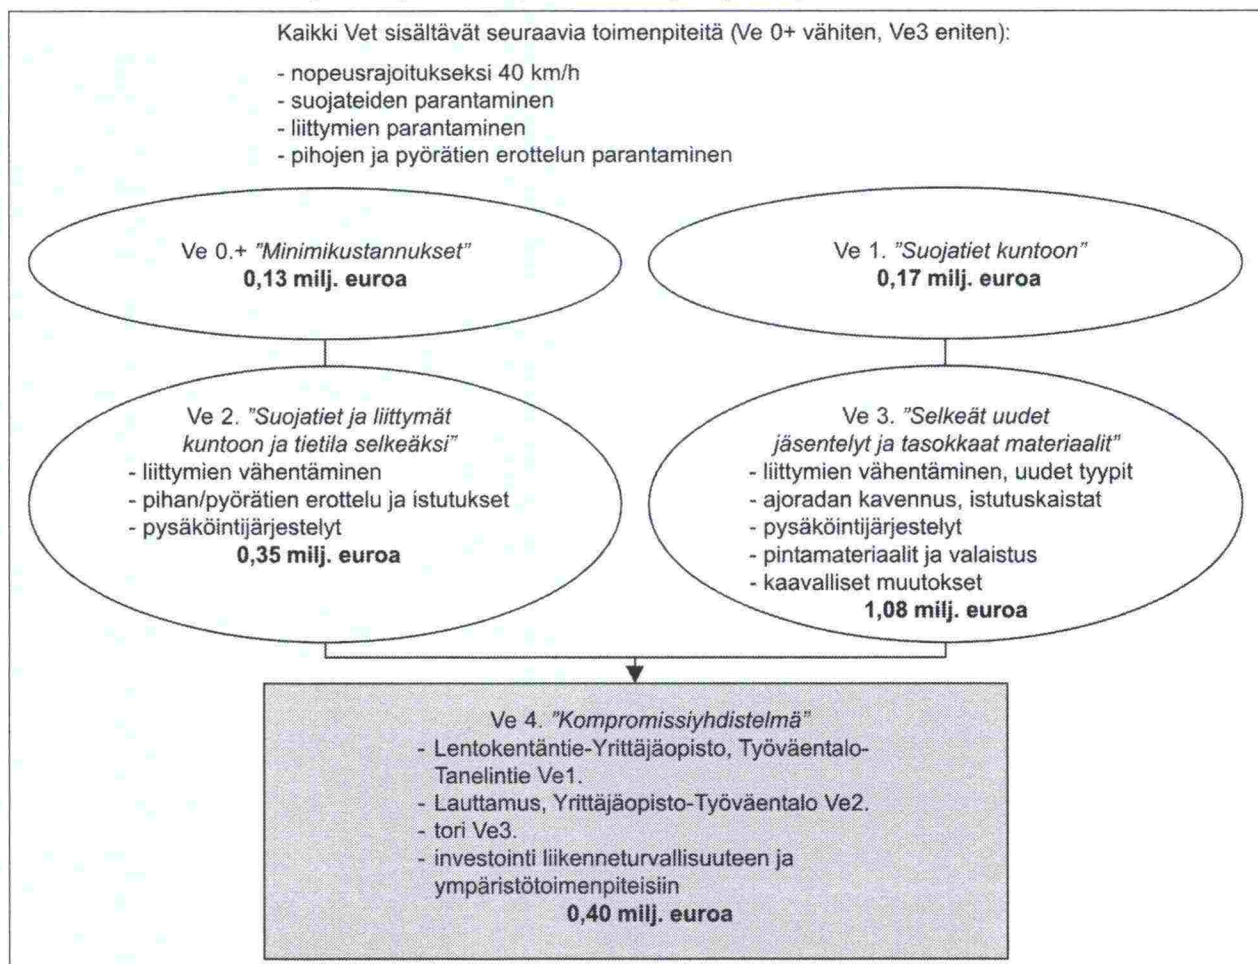 Kaikki Vet sisältävät seuraavia toimenpiteitä (Ve 0+ vähiten, Ve3 eniten):
- nopeusrajoitukseksi 40 km/h
- suojateiden parantaminen
- liittymien parantaminen
- pihojen ja pyörätien erottelun parantaminen
Ve 0.+ "Minimikustannukset"
0,13 milj. euroa
Ve 1. "Suojatiet kuntoon"
0,17 milj. euroa
Ve 2. "Suojatiet ja liittymät
kuntoon ja tietila selkeäksi"
- liittymien vähentäminen
- pihan/pyörätien erottelu ja istutukset
- pysäköintijärjestelyt
0,35 milj. euroa
Ve 3. "Selkeät uudet
jäsentelyt ja tasokkaat materiaalit"
- liittymien vähentäminen, uudet tyypit
- ajoradan kavennus, istutuskaistat
- pysäköintijärjestelyt
- pintamateriaalit ja valaistus
- kaavalliset muutokset
1,08 milj. euroa
Ve 4. "Kompromissiyhdistelmä"
- Lentokentäntie-Yrittäjäopisto, Työväentalo-
Tanelintie Ve1.
- Lauttamus, Yrittäjäopisto-Työväentalo Ve2.
- tori Ve3.
- investointi liikenneturvallisuuteen ja
ympäristötoimenpiteisiin
0,40 milj. euroa